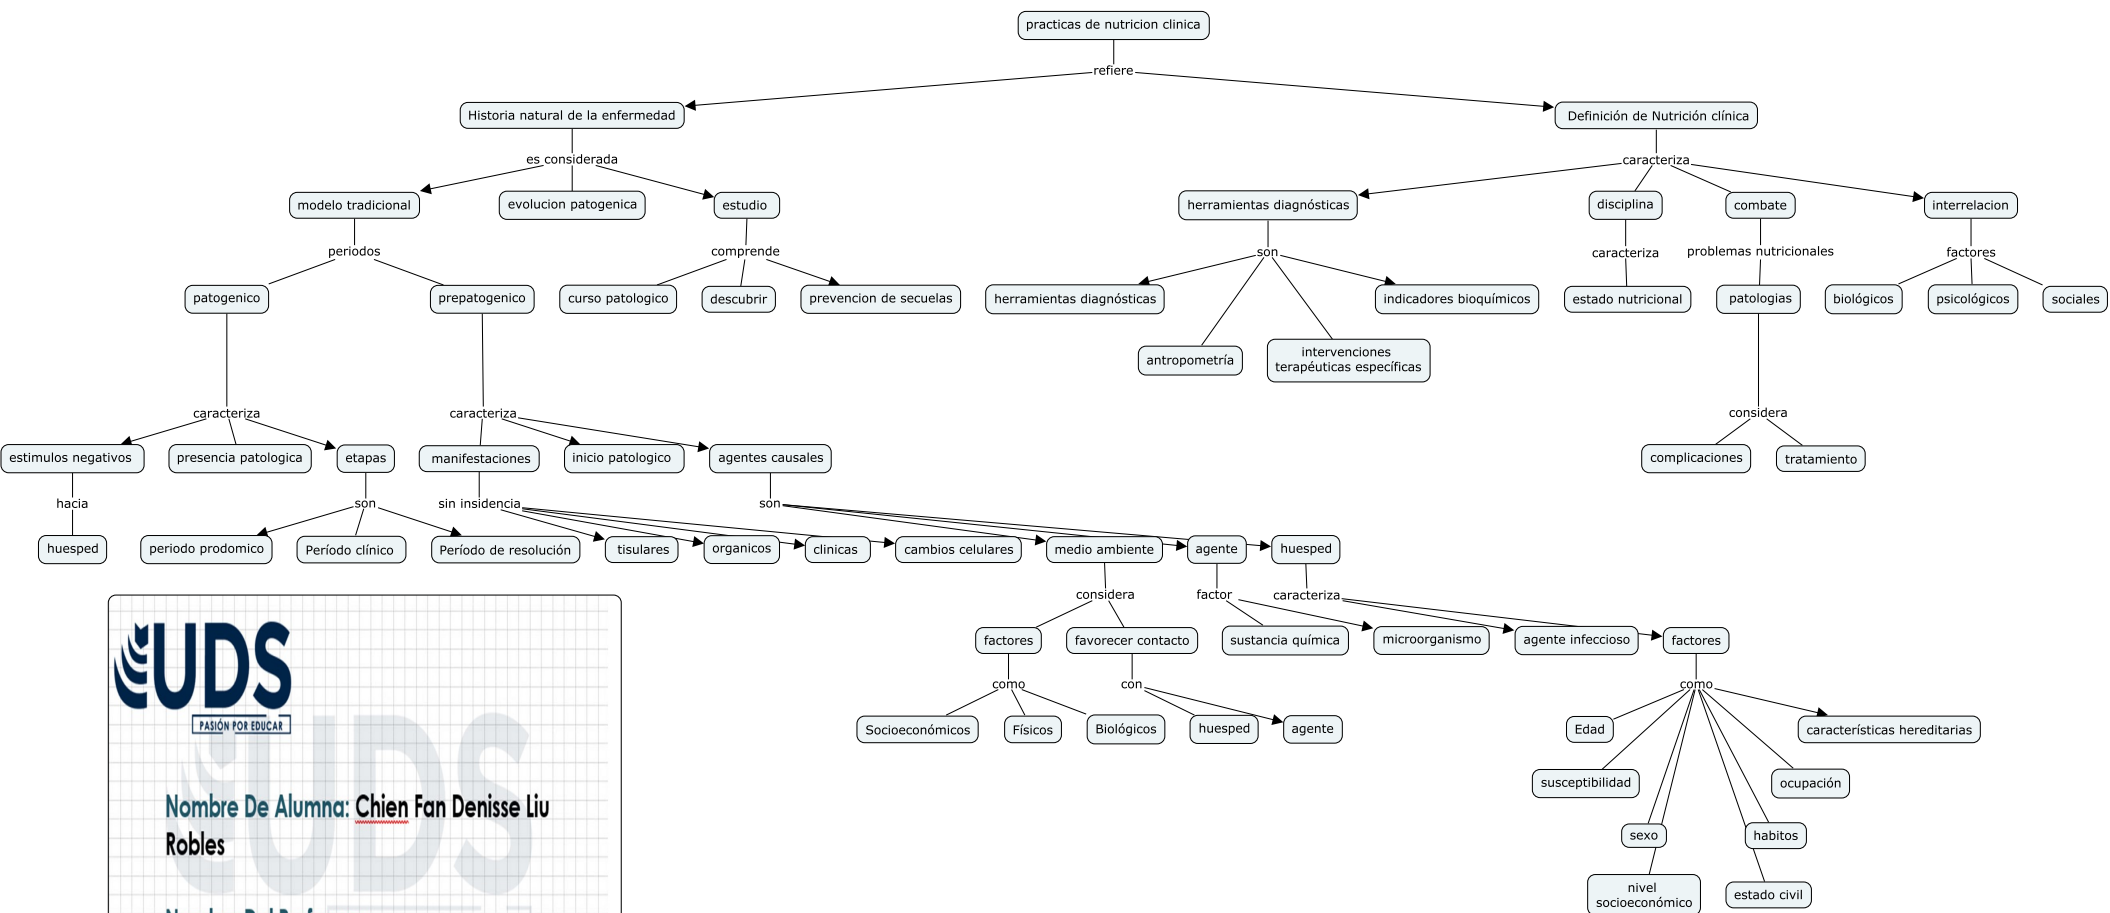 practicas de nutricion clinica
refiere
Historia natural de la enfermedad
Definición de Nutrición clínica
es considerada
caracteriza
modelo tradicional
evolucion patogenica
estudio
herramientas diagnósticas
disciplina
combate
interrelacion
periodos
comprende
son
caracteriza
problemas nutricionales
factores
patogenico
prepatogenico
curso patologico
descubrir
prevencion de secuelas
herramientas diagnósticas
indicadores bioquímicos
estado nutricional
patologias
biológicos
psicológicos
sociales
antropometría
intervenciones
terapéuticas específicas
caracteriza
caracteriza
considera
estimulos negativos
presencia patologica
etapas
manifestaciones
inicio patologico
agentes causales
complicaciones
tratamiento
hacia
son
sin insidencia
son
huesped
periodo prodomico
Período clínico
Período de resolución
tisulares
organicos
clinicas
cambios celulares
medio ambiente
agente
huesped
considera
factor
caracteriza
factores
favorecer contacto
sustancia química
microorganismo
agente infeccioso
factores
como
con
como
Socioeconómicos
Físicos
Biológicos
huesped
agente
Edad
características hereditarias
susceptibilidad
ocupación
sexo
habitos
nivel
socioeconómico
estado civil
UDS
PASIÓN POR EDUCAR
UDS
Nombre De Alumna: Chien Fan Denisse Liu
Robles